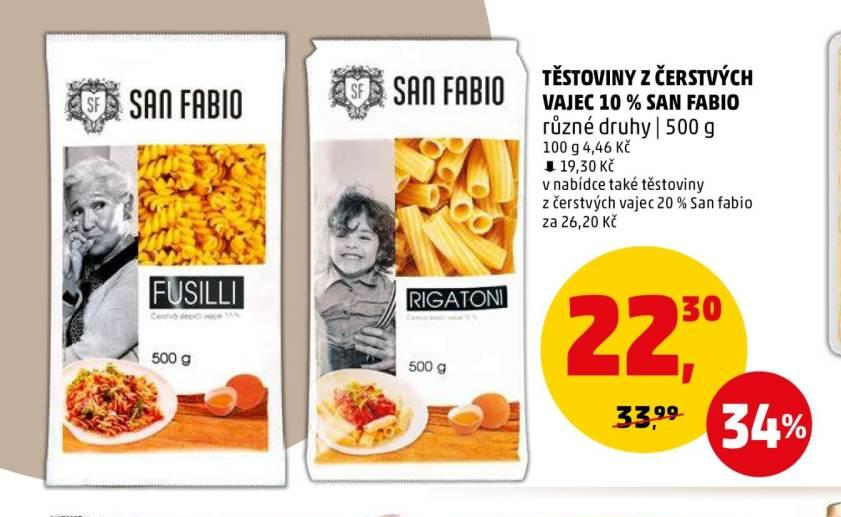 SF
SAN FABIO
FUSILLI
500 g
SF
SAN FABIO
RIGATONI
500 g
TĚSTOVINY Z ČERSTVÝCH
VAJEC 10 % SAN FABIO
různé druhy | 500 g
100 g 4,46 Kč
⬇ 19,30 Kč
v nabídce také těstoviny
z čerstvých vajec 20 % San fabio
za 26,20 Kč
22,30
33,99
34%